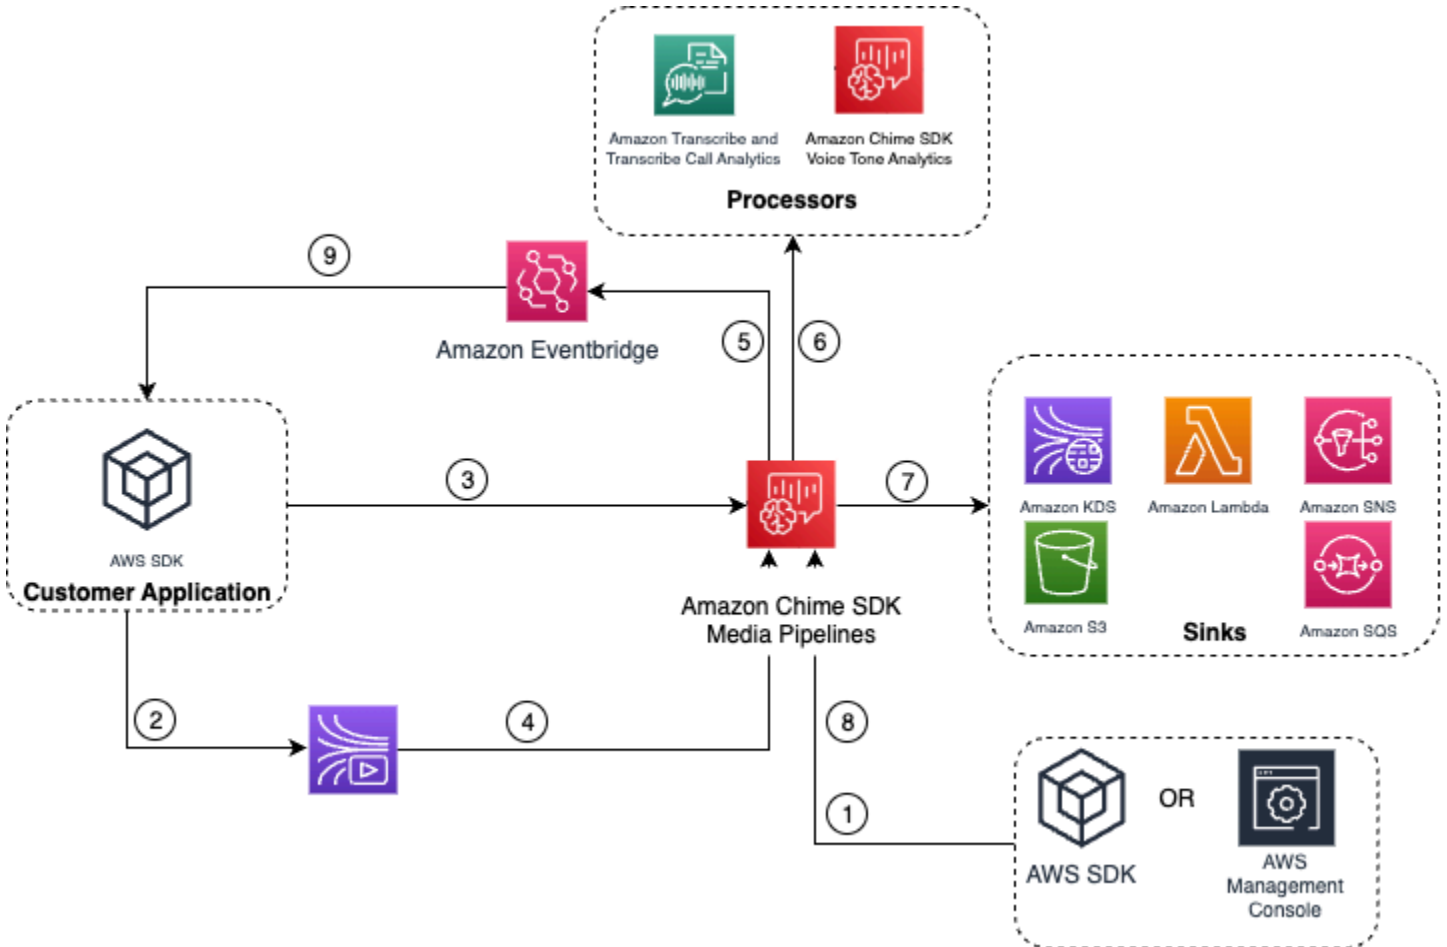 Amazon Transcribe and
Transcribe Call Analytics
Amazon Chime SDK
Voice Tone Analytics
Processors
9
Amazon Eventbridge
5
6
AWS SDK
Customer Application
3
7
Amazon KDS
Amazon Lambda
Amazon SNS
Amazon S3
Sinks
Amazon SQS
Amazon Chime SDK
Media Pipelines
2
4
8
1
AWS SDK
OR
AWS
Management
Console